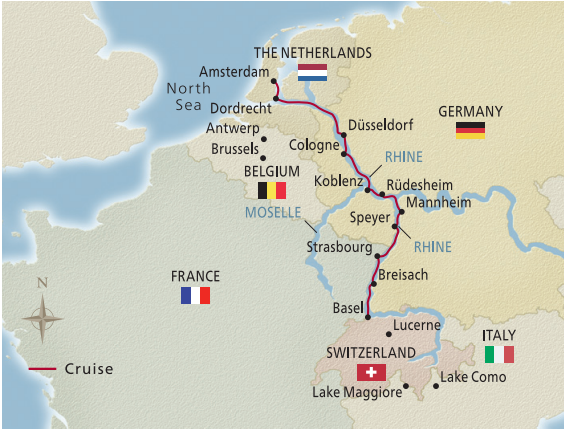 THE NETHERLANDS
Amsterdam
North
Sea
Dordrecht
GERMANY
Antwerp
Düsseldorf
Brussels
Cologne
RHINE
BELGIUM
Koblenz
Rüdesheim
MOSELLE
Mannheim
Speyer
Strasbourg
RHINE
FRANCE
Breisach
N
Basel
Lucerne
ITALY
SWITZERLAND
Cruise
Lake Como
Lake Maggiore